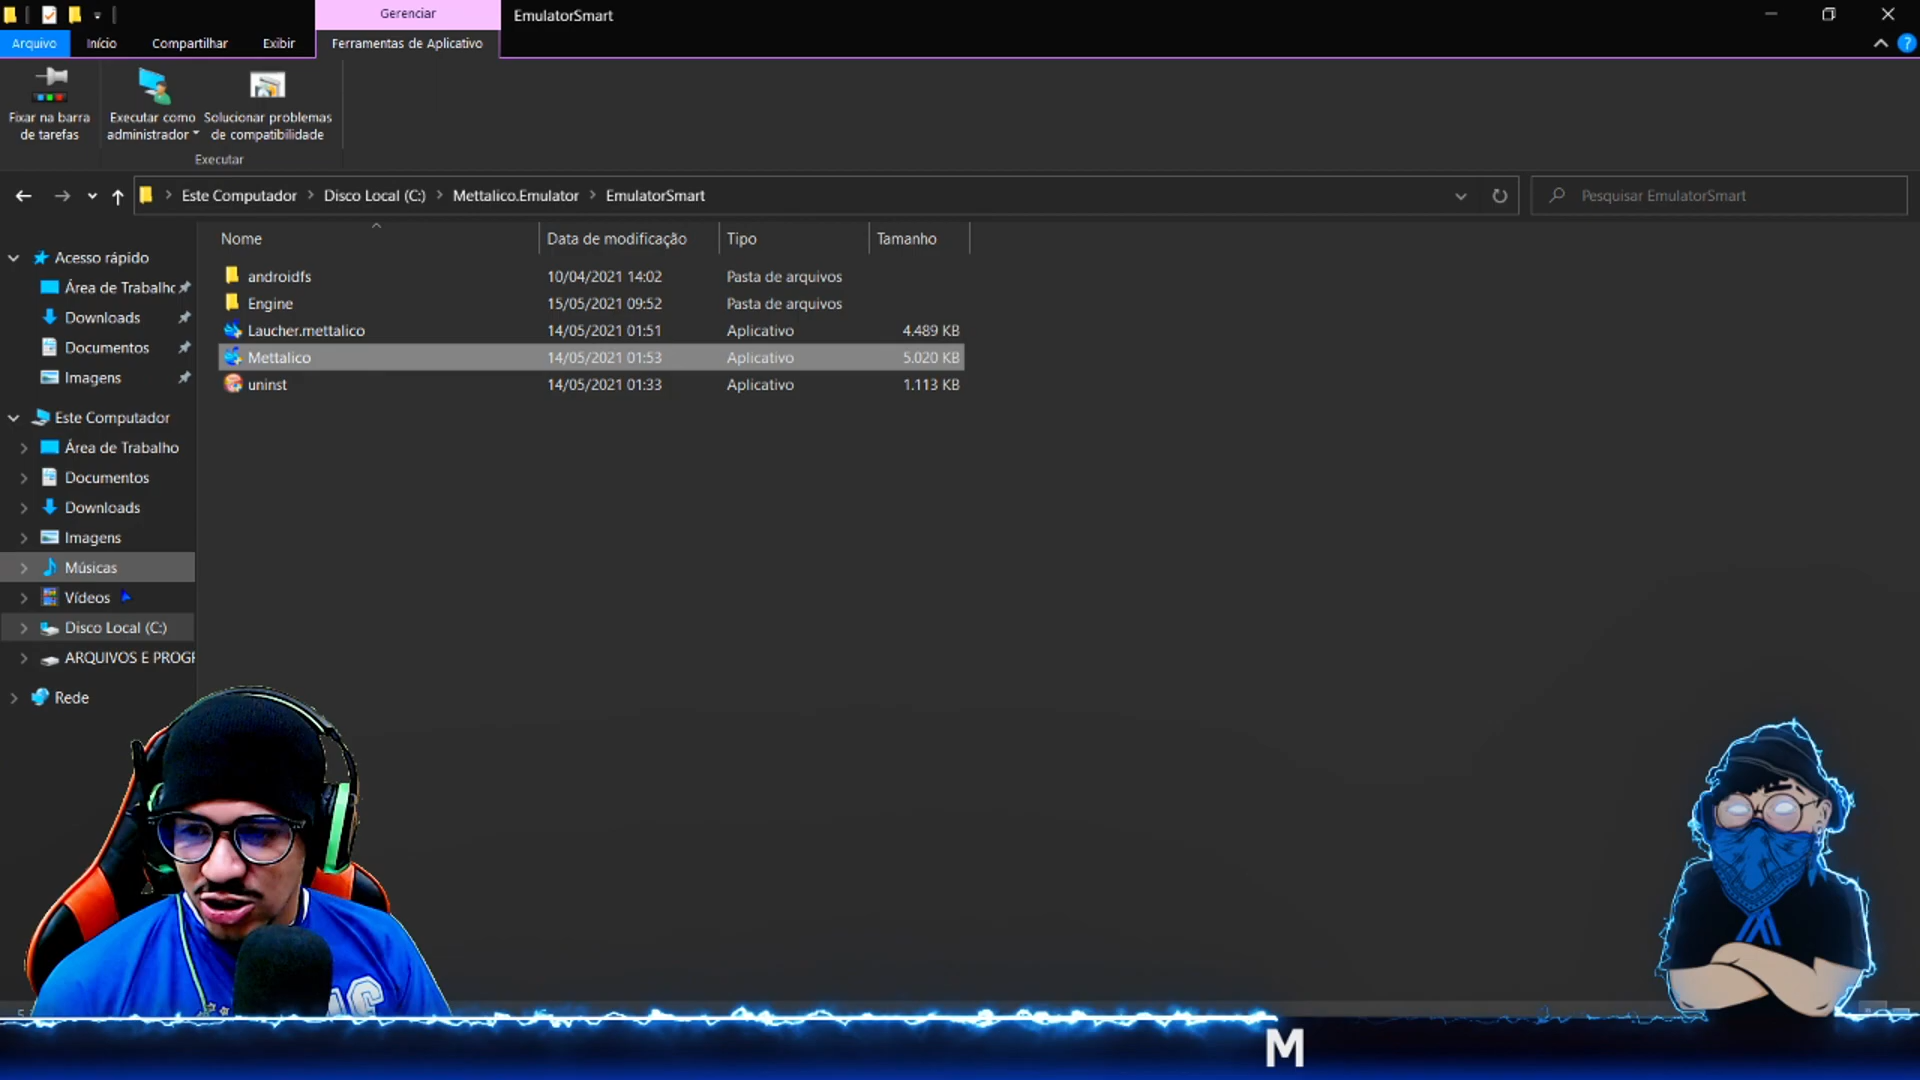 Gerenciar
EmulatorSmart
Arquivo
Início
Compartilhar
Exibir
Ferramentas de Aplicativo
Fixar na barra
de tarefas
Executar como
administrador
Solucionar problemas
de compatibilidade
Executar
Este Computador
Disco Local (C:)
Mettalico.Emulator
EmulatorSmart
Pesquisar EmulatorSmart
Nome
Data de modificação
Tipo
Tamanho
androidfs
10/04/2021 14:02
Pasta de arquivos
Engine
15/05/2021 09:52
Pasta de arquivos
Laucher.mettalico
14/05/2021 01:51
Aplicativo
4.489 KB
Mettalico
14/05/2021 01:53
Aplicativo
5.020 KB
uninst
14/05/2021 01:33
Aplicativo
1.113 KB
Acesso rápido
Área de Trabalho
Downloads
Documentos
Imagens
Este Computador
Área de Trabalho
Documentos
Downloads
Imagens
Músicas
Vídeos
Disco Local (C:)
ARQUIVOS E PROGR
Rede
M